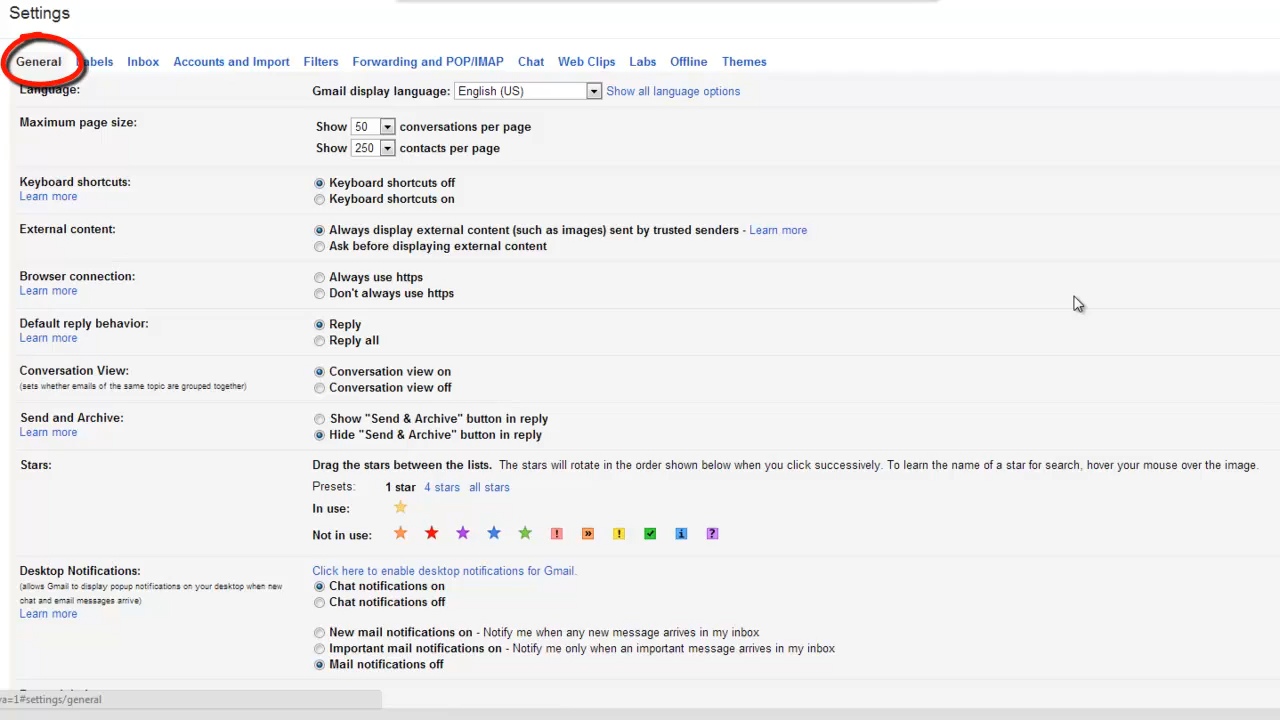 Settings
General Labels Inbox Accounts and Import Filters Forwarding and POP/IMAP Chat Web Clips Labs Offline Themes
Language: Gmail display language: English (US) Show all language options
Maximum page size: Show 50 conversations per page
Show 250 contacts per page
Keyboard shortcuts: Keyboard shortcuts off
Learn more Keyboard shortcuts on
External content: Always display external content (such as images) sent by trusted senders - Learn more
Ask before displaying external content
Browser connection: Always use https
Learn more Don't always use https
Default reply behavior: Reply
Learn more Reply all
Conversation View: Conversation view on
(sets whether emails of the same topic are grouped together) Conversation view off
Send and Archive: Show "Send & Archive" button in reply
Learn more Hide "Send & Archive" button in reply
Stars: Drag the stars between the lists. The stars will rotate in the order shown below when you click successively. To learn the name of a star for search, hover your mouse over the image.
Presets: 1 star 4 stars all stars
In use:
Not in use: ! » ! i ?
Desktop Notifications: Click here to enable desktop notifications for Gmail.
(allows Gmail to display popup notifications on your desktop when new Chat notifications on
chat and email messages arrive) Chat notifications off
Learn more
New mail notifications on - Notify me when any new message arrives in my inbox
Important mail notifications on - Notify me only when an important message arrives in my inbox
Mail notifications off
va=1#settings/general